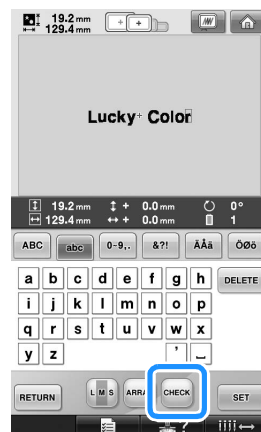 19.2 mm
129.4 mm
Lucky Color
19.2 mm + 0.0 mm 0°
129.4 mm + 0.0 mm 1
ABC abc 0-9,. &?! ÄÅä ÖØö
a b c d e f g h DELETE
i j k l m n o p
q r s t u v w x
y z ' ⎵
RETURN L M S ARRA CHECK SET
?